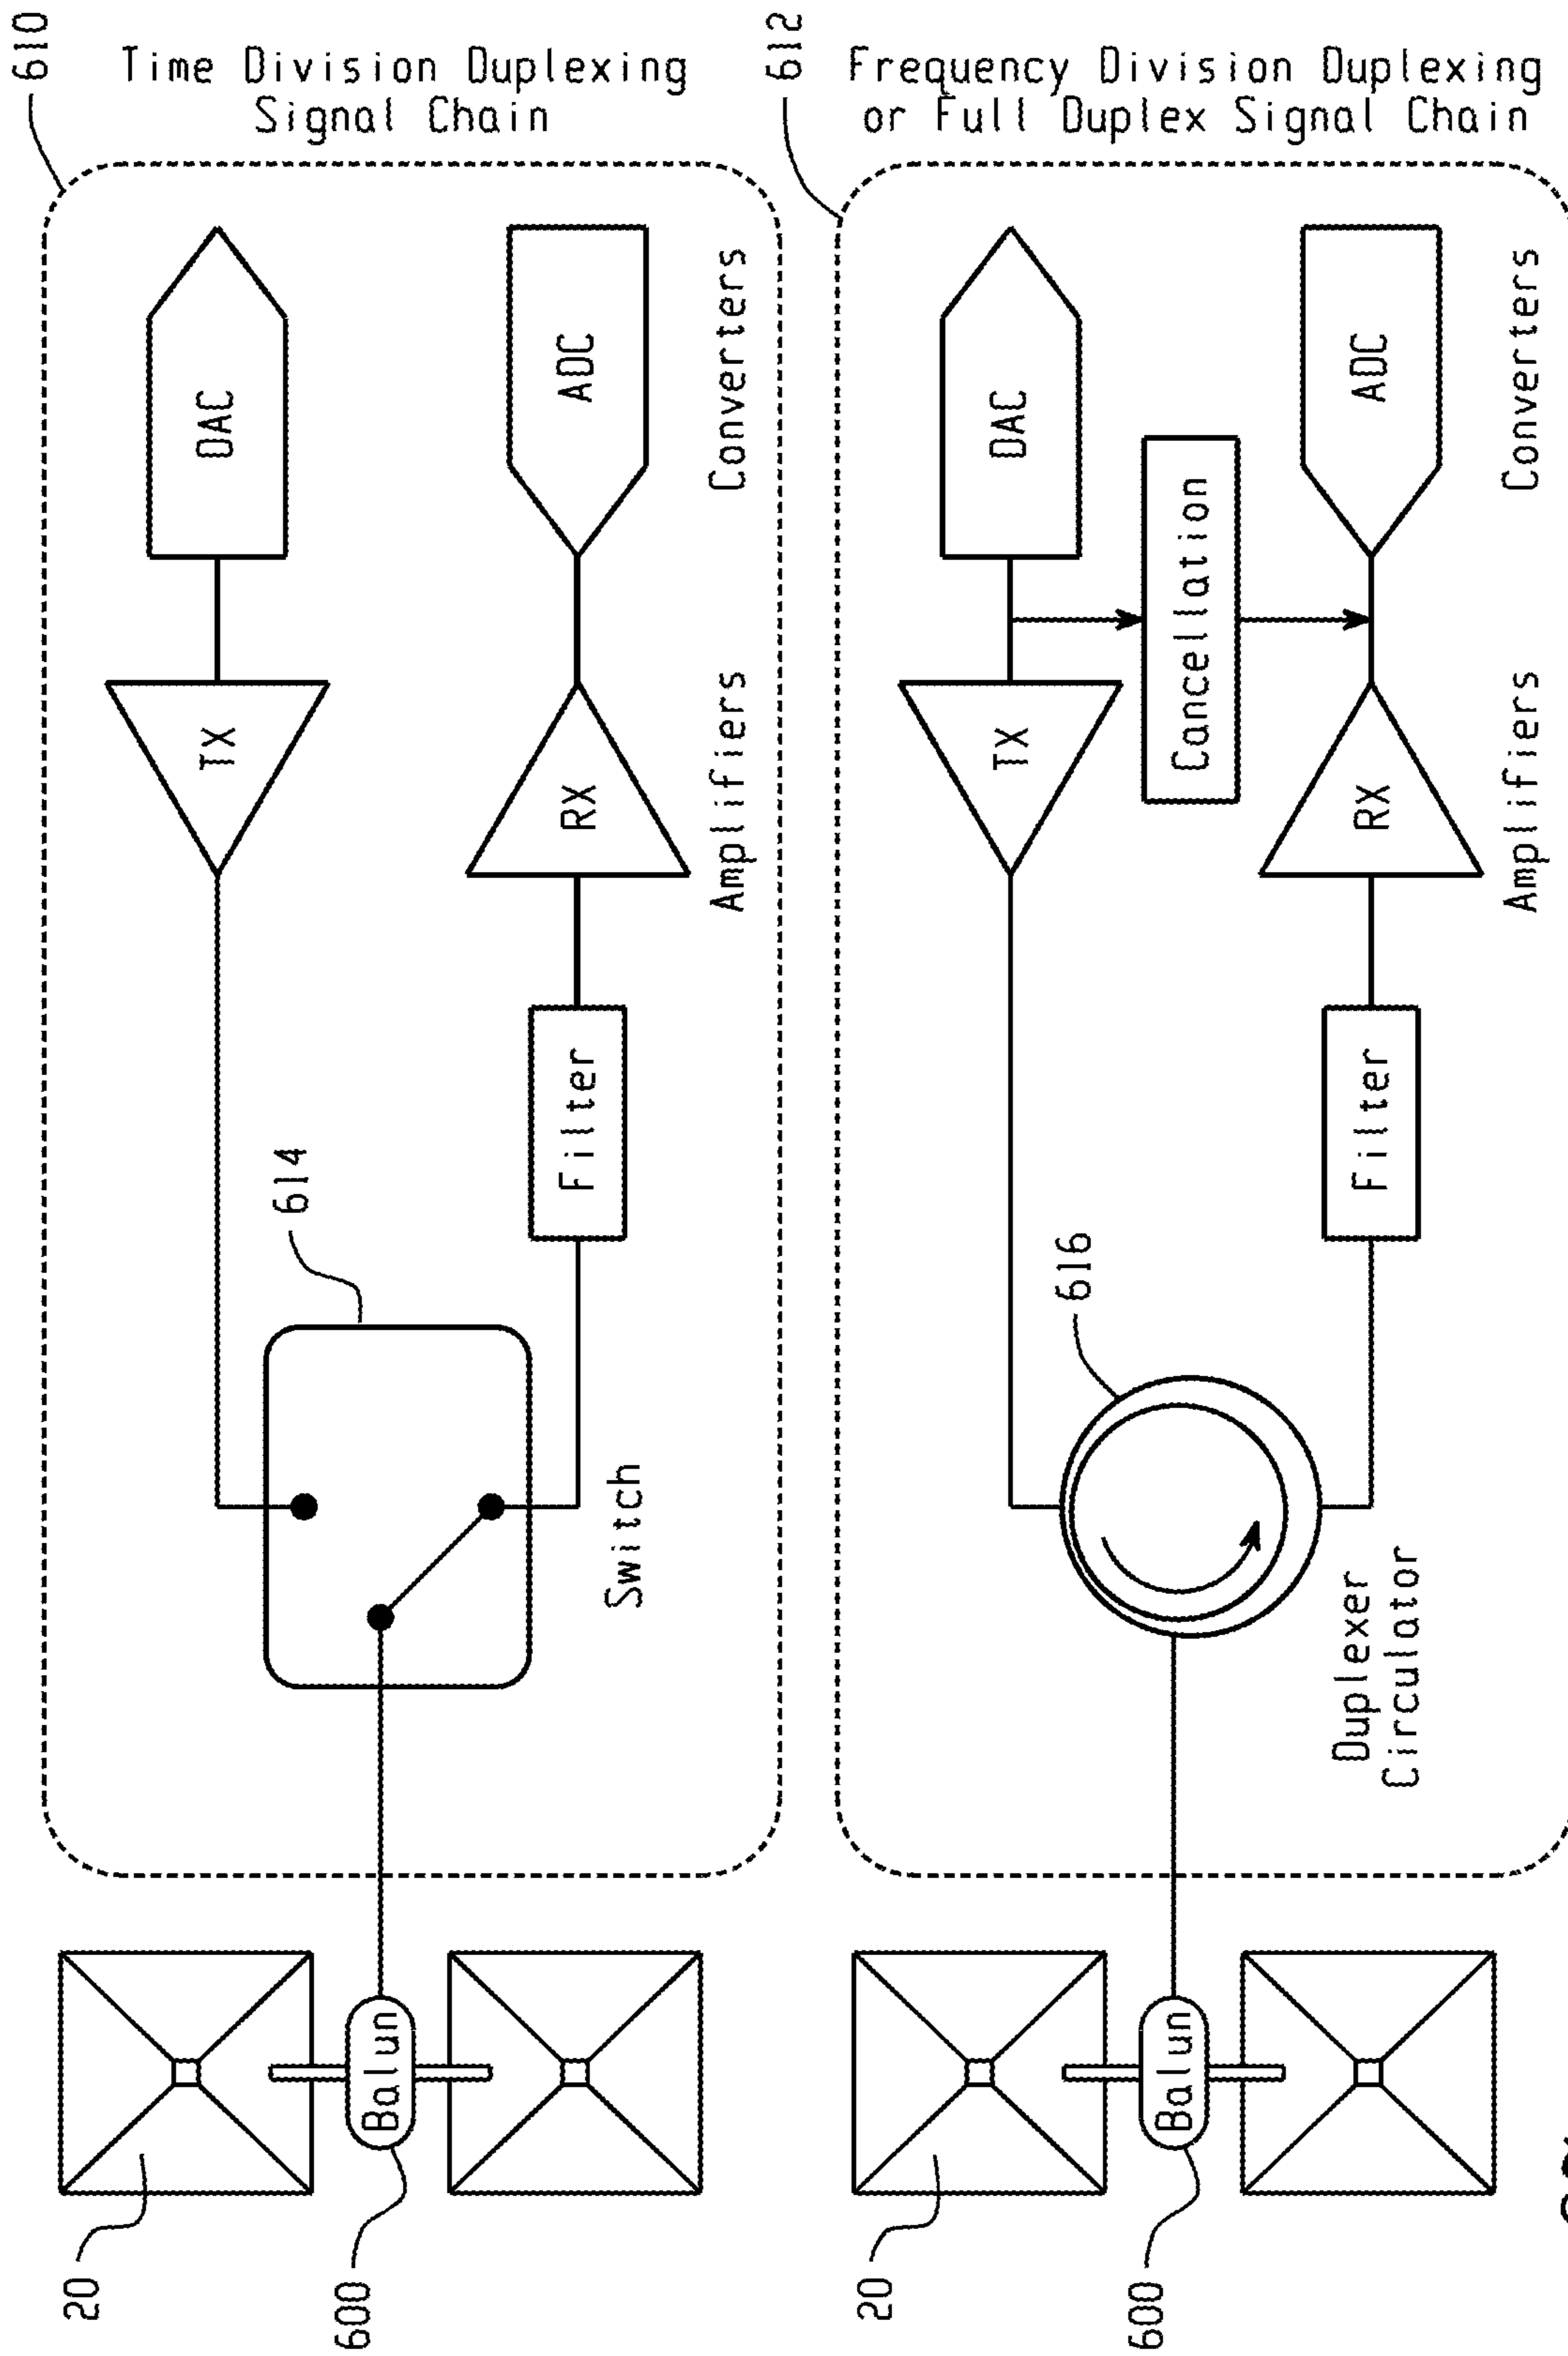 610
Time Division Duplexing
Signal Chain
DAC
TX
614
Switch
ADC
RX
Filter
Converters
Amplifiers
20
Balun
600
612
Frequency Division Duplexing
or Full Duplex Signal Chain
DAC
TX
Cancellation
616
Duplexer
Circulator
ADC
RX
Filter
Converters
Amplifiers
20
Balun
600